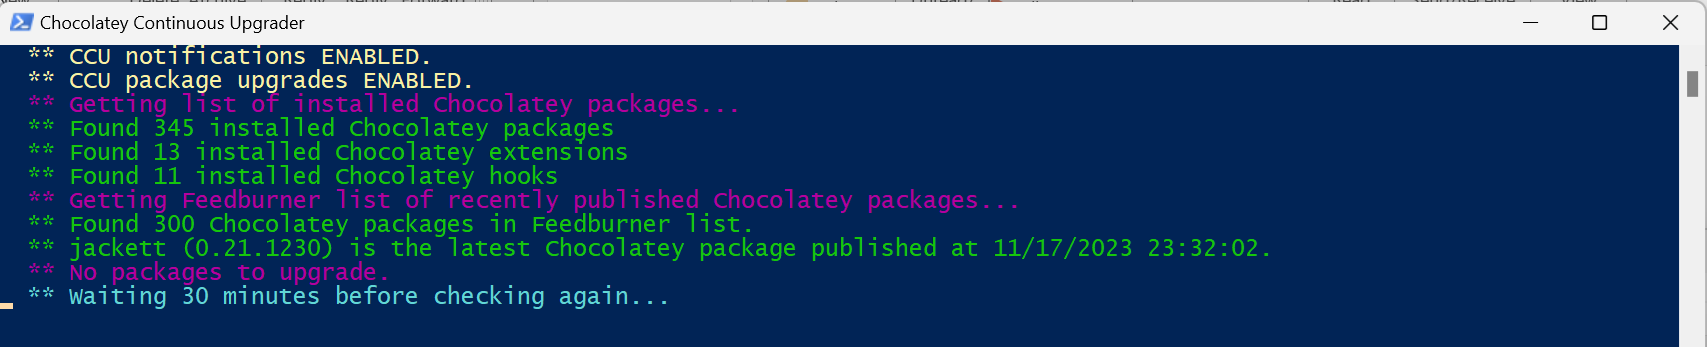 Chocolatey Continuous Upgrader
** CCU notifications ENABLED.
** CCU package upgrades ENABLED.
** Getting list of installed Chocolatey packages...
** Found 345 installed Chocolatey packages
** Found 13 installed Chocolatey extensions
** Found 11 installed Chocolatey hooks
** Getting Feedburner list of recently published Chocolatey packages...
** Found 300 Chocolatey packages in Feedburner list.
** jackett (0.21.1230) is the latest Chocolatey package published at 11/17/2023 23:32:02.
** No packages to upgrade.
** Waiting 30 minutes before checking again...